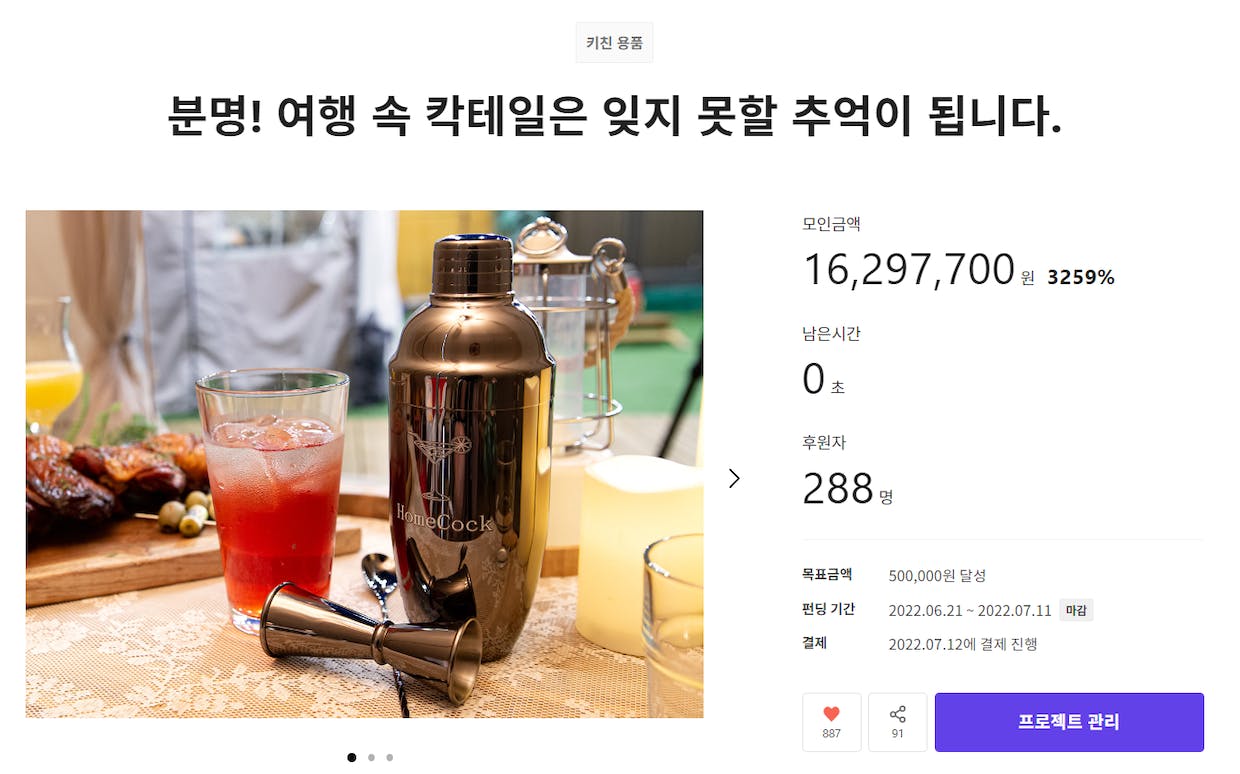 키친 용품
분명! 여행 속 칵테일은 잊지 못할 추억이 됩니다.
HomeCock
모인금액
16,297,700 원 3259%
남은시간
0 초
후원자
288 명
목표금액 500,000원 달성
펀딩 기간 2022.06.21 ~ 2022.07.11 마감
결제 2022.07.12에 결제 진행
887 91 프로젝트 관리